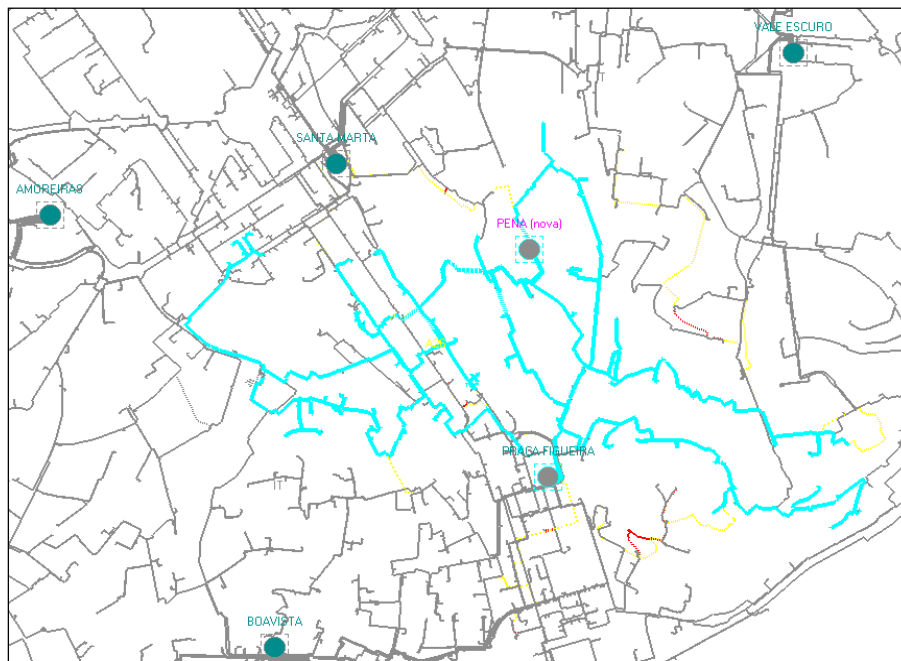 VALE ESCURO
SANTA MARTA
AMOREIRAS
PENA (nova)
PRAÇA FIGUEIRA
BOAVISTA